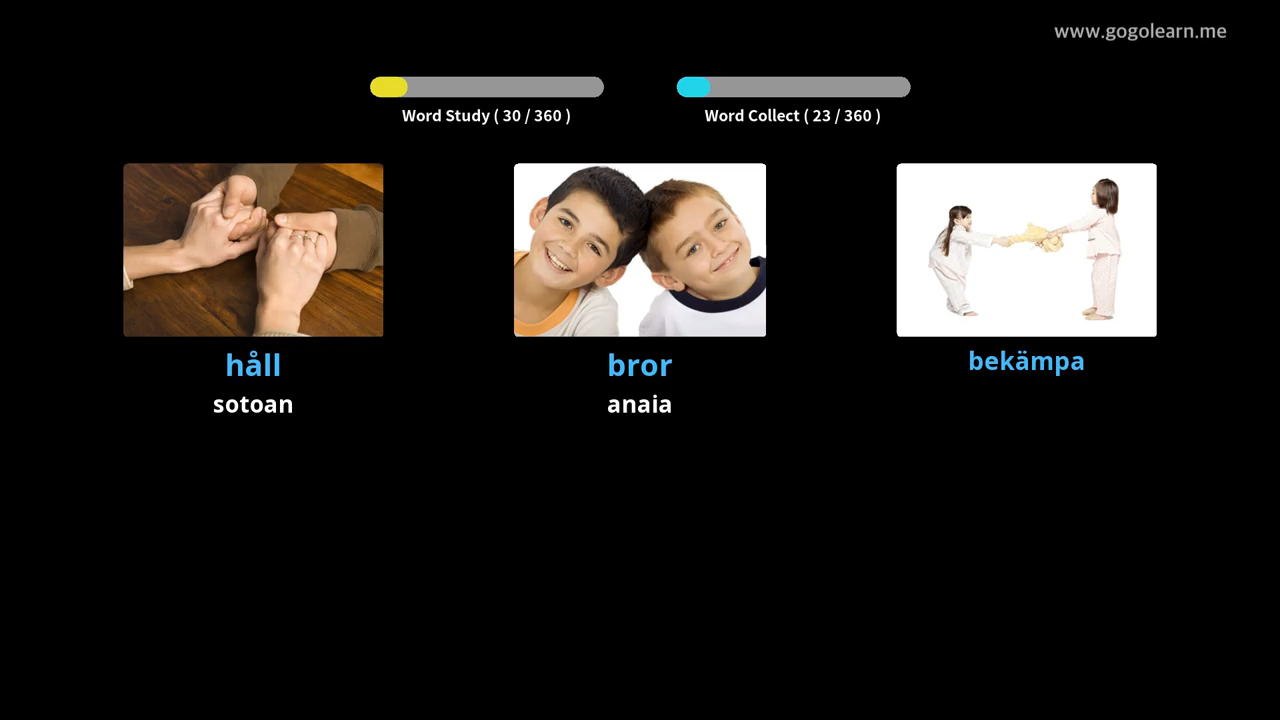 www.gogolearn.me
Word Study ( 30 / 360 )
Word Collect ( 23 / 360 )
håll
sotoan
bror
anaia
bekämpa